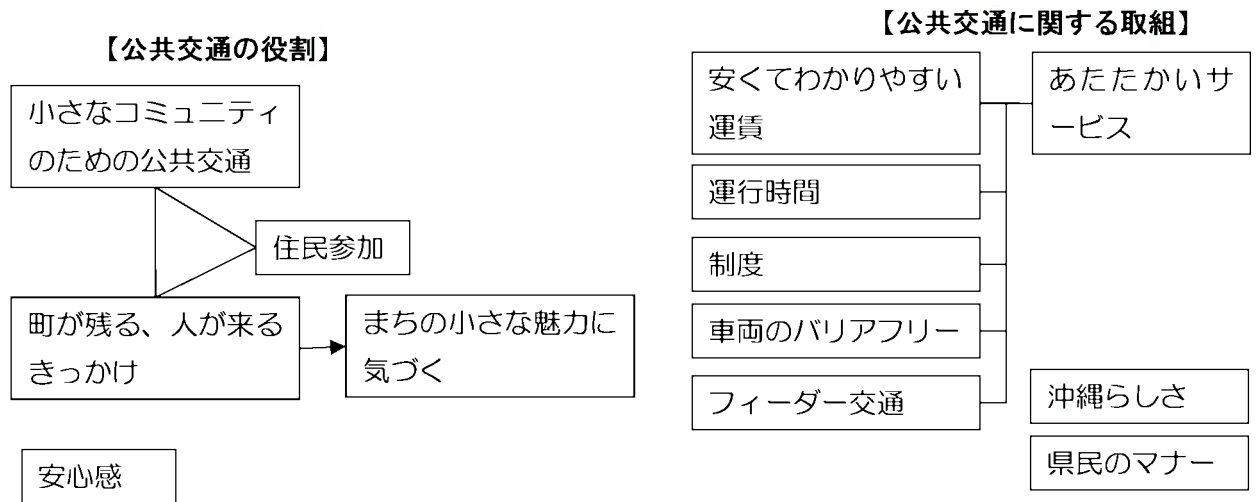 【公共交通の役割】
小さなコミュニティ
のための公共交通
住民参加
町が残る、人が来る
きっかけ
まちの小さな魅力に
気づく
安心感
【公共交通に関する取組】
安くてわかりやすい
運賃
あたたかいサ
ービス
運行時間
制度
車両のバリアフリー
フィーダー交通
沖縄らしさ
県民のマナー